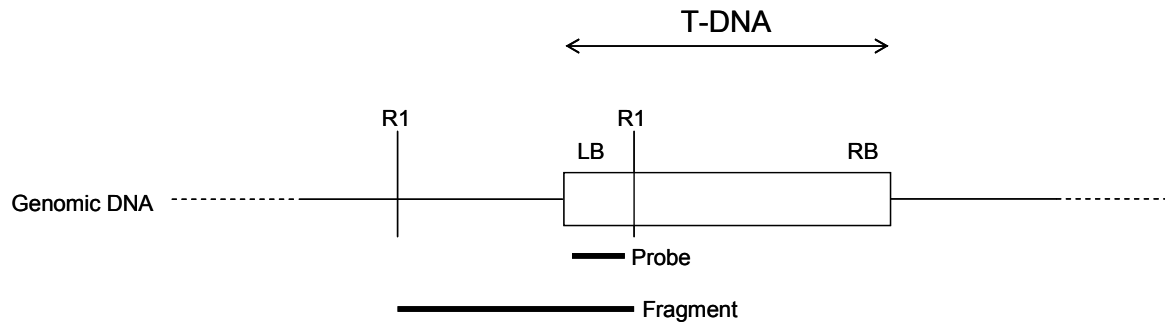 T-DNA
R1
R1
LB
RB
Genomic DNA
Probe
Fragment